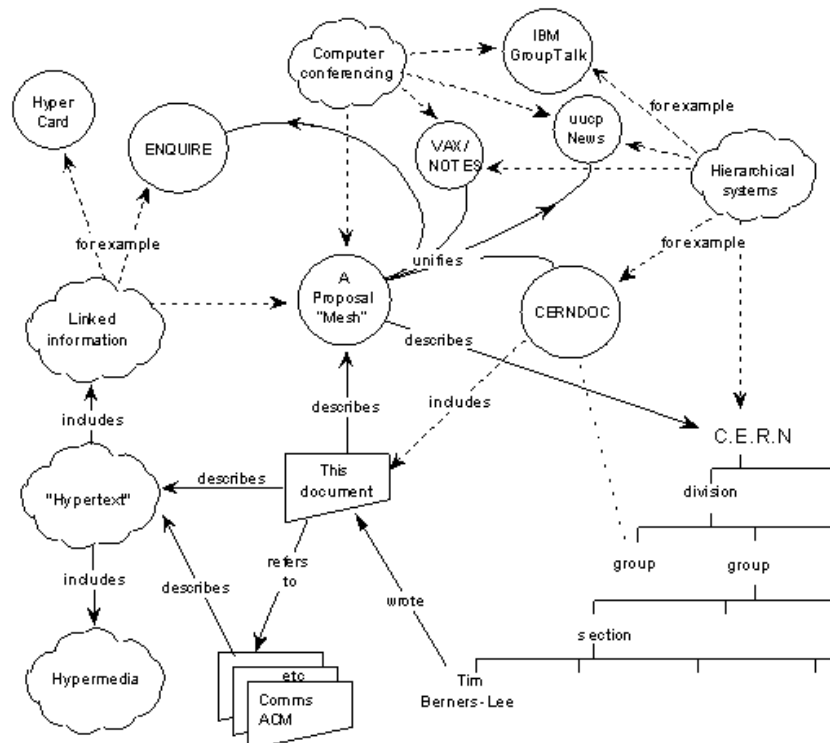 IBM
GroupTalk
Computer
conferencing
Hyper
Card
for example
uucp
News
ENQUIRE
VAX/
NOTES
Hierarchical
systems
for example
unifies
for example
A
Proposal
"Mesh"
CERNDOC
Linked
information
describes
includes
describes
includes
C.E.R.N
This
document
describes
division
"Hypertext"
refers
to
group
group
includes
describes
wrote
section
etc
Hypermedia
Comms
ACM
Tim
Berners-Lee